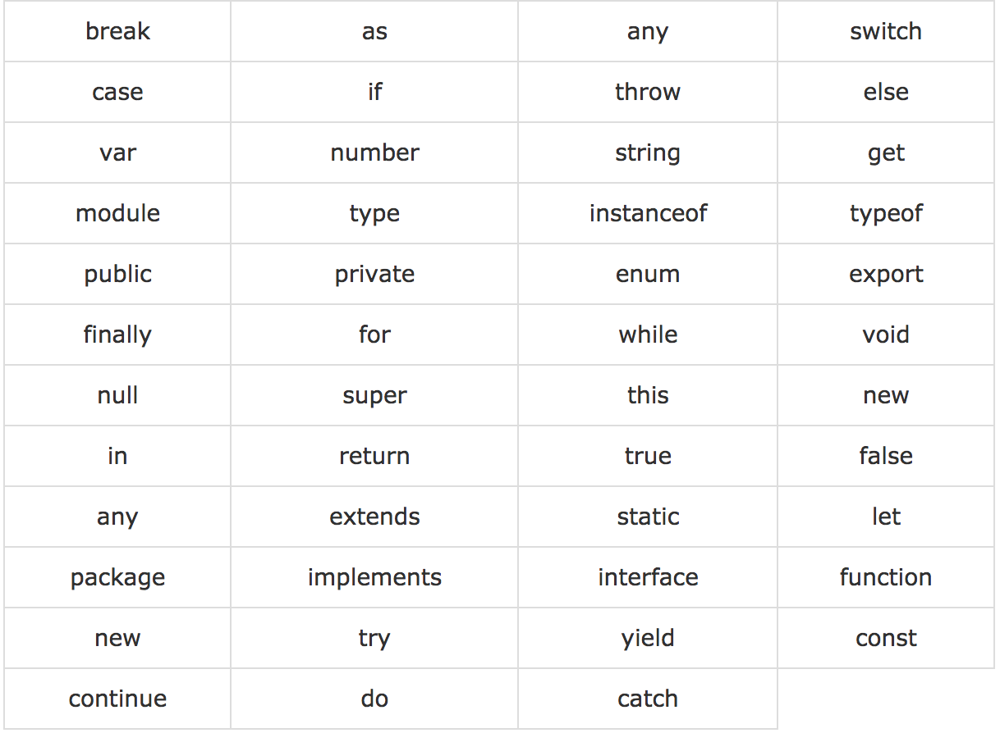 break as any switch
case if throw else
var number string get
module type instanceof typeof
public private enum export
finally for while void
null super this new
in return true false
any extends static let
package implements interface function
new try yield const
continue do catch